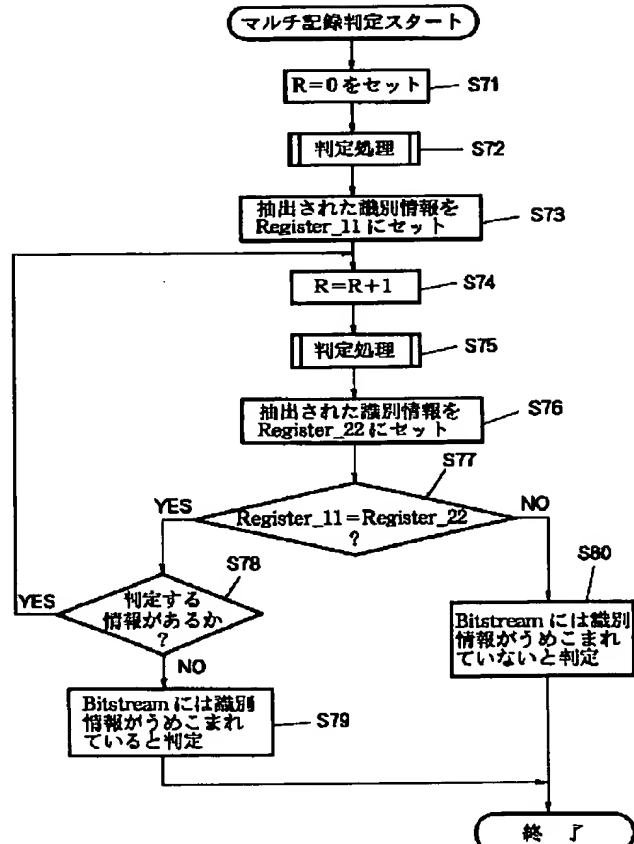 マルチ記録判定スタート
R=0をセット
S71
判定処理
S72
抽出された識別情報を
Register_11にセット
S73
R=R+1
S74
判定処理
S75
抽出された識別情報を
Register_22にセット
S76
S77
YES
NO
Register_11=Register_22
?
S78
YES
判定する
情報があるか
?
NO
S80
Bitstreamには識別
情報がうめこまれ
ていないと判定
Bitstreamには識別
情報がうめこまれ
ていると判定
S79
終 了